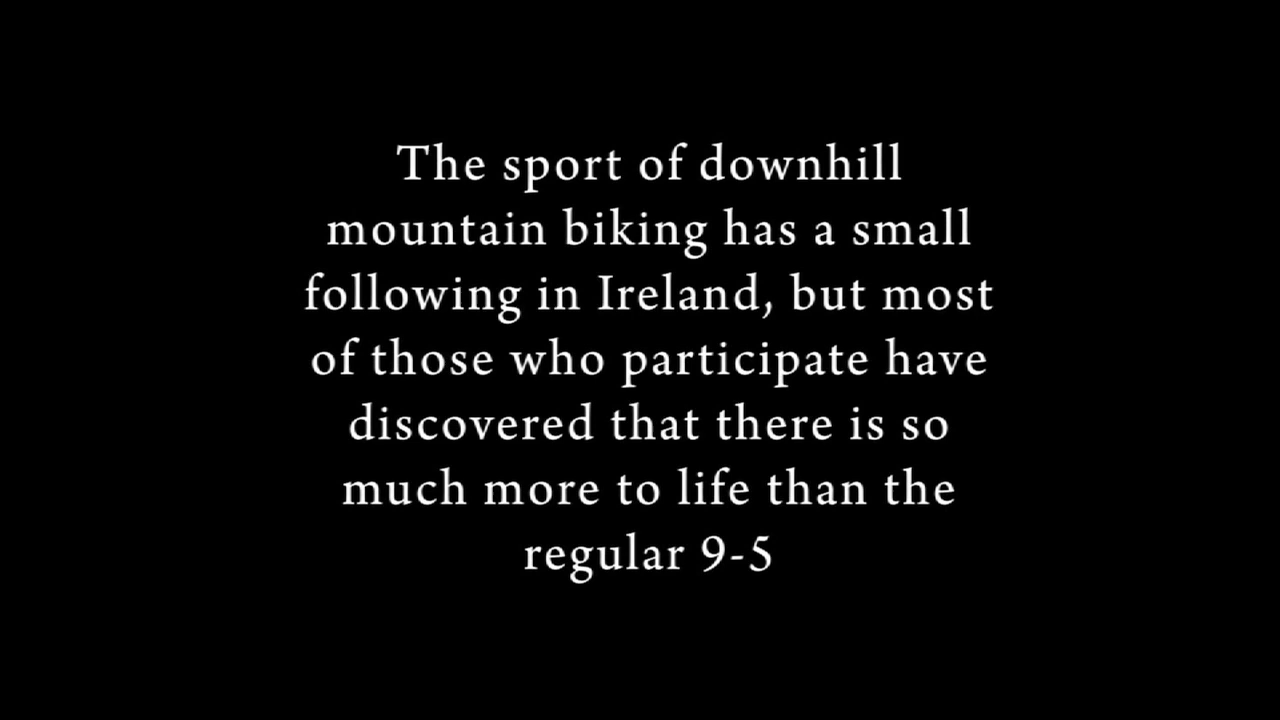 The sport of downhill
mountain biking has a small
following in Ireland, but most
of those who participate have
discovered that there is so
much more to life than the
regular 9-5